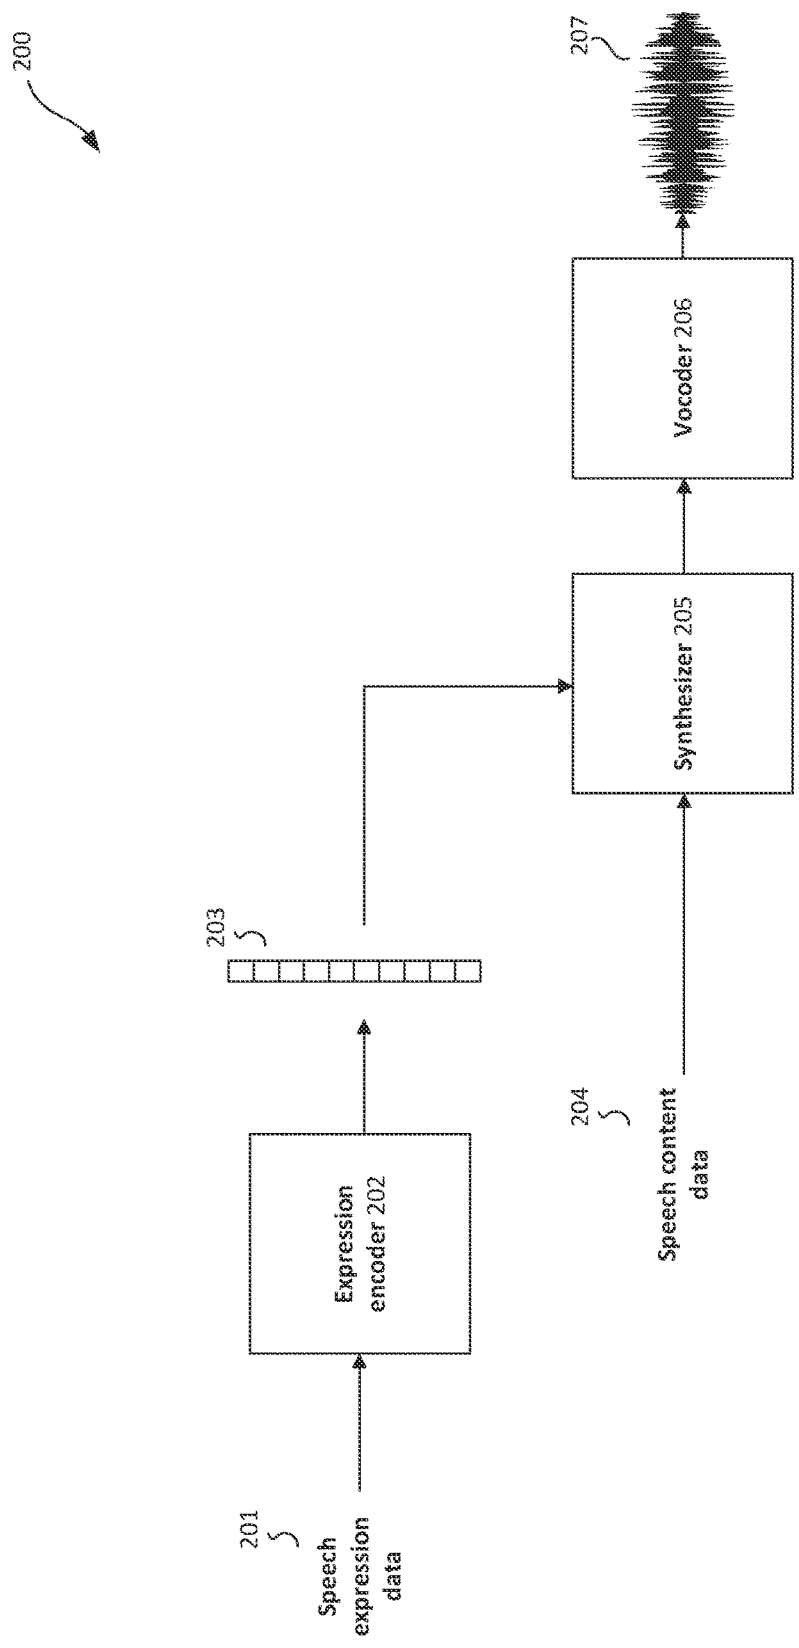 200
201
Speech
expression
data
Expression
encoder 202
203
204
Speech content
data
Synthesizer 205
Vocoder 206
207